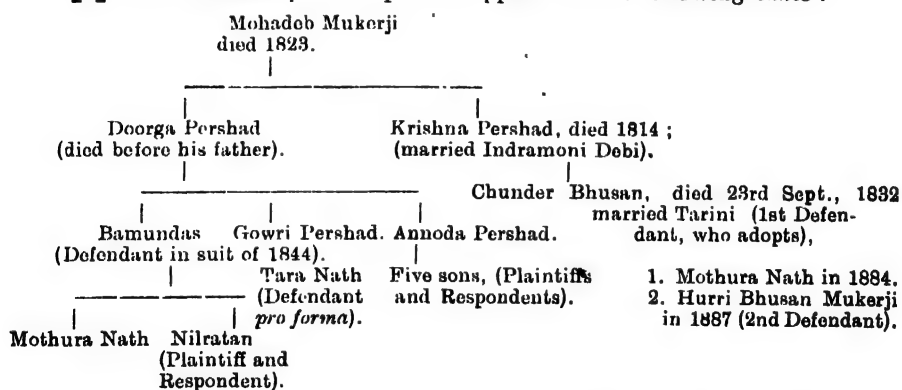 Mohadeb Mukerji
died 1823.
Doorga Pershad
(died before his father).
Krishna Pershad, died 1814 ;
(married Indramoni Debi).
Chunder Bhusan, died 23rd Sept., 1832
married Tarini (1st Defen-
dant, who adopts),
Bamundas
(Defendant in suit of 1844).
Gowri Pershad.
Annoda Pershad.
Tara Nath
(Defendant
pro forma).
Five sons, (Plaintiffs
and Respondents).
1. Mothura Nath in 1884.
2. Hurri Bhusan Mukerji
in 1887 (2nd Defendant).
Mothura Nath
Nilratan
(Plaintiff and
Respondent).